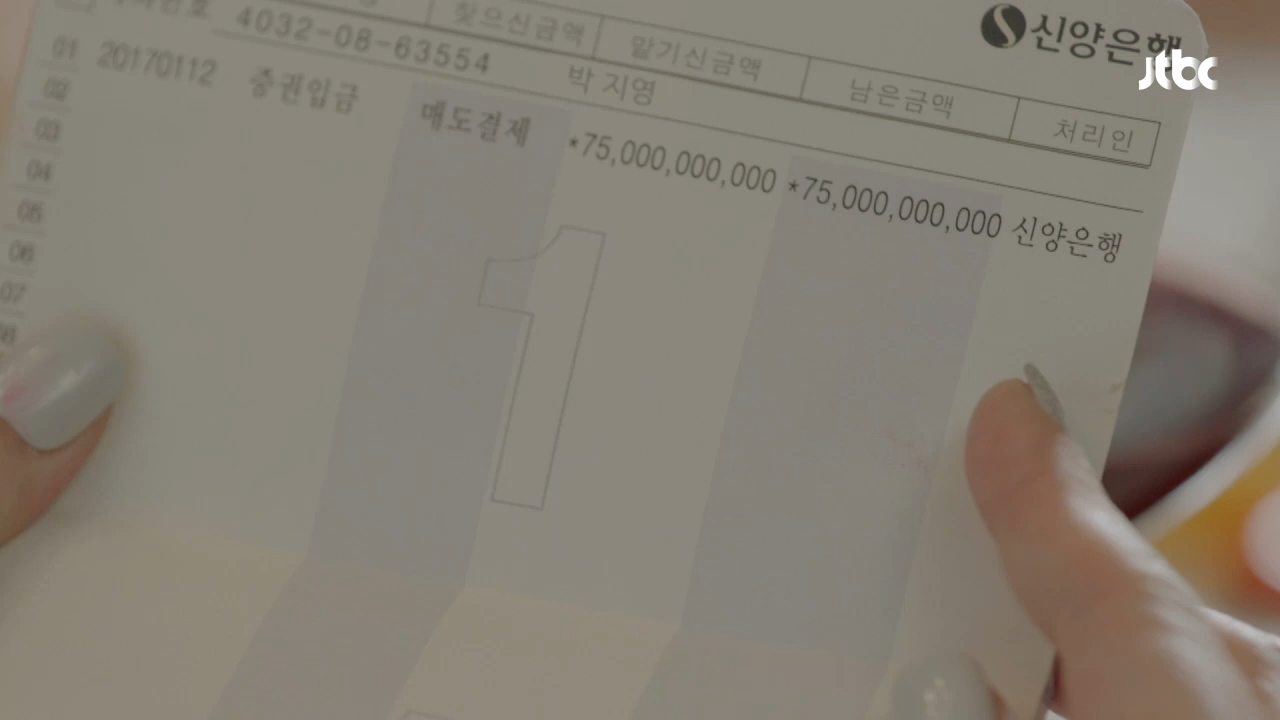 신양은행
jtbc
찾으신금액 맡기신금액 남은금액 처리인
4032-08-63554 박 지영
01 20170112 증권입금 매도결제 *75,000,000,000 *75,000,000,000 신양은행
02
03
04
05
06
07
08
1